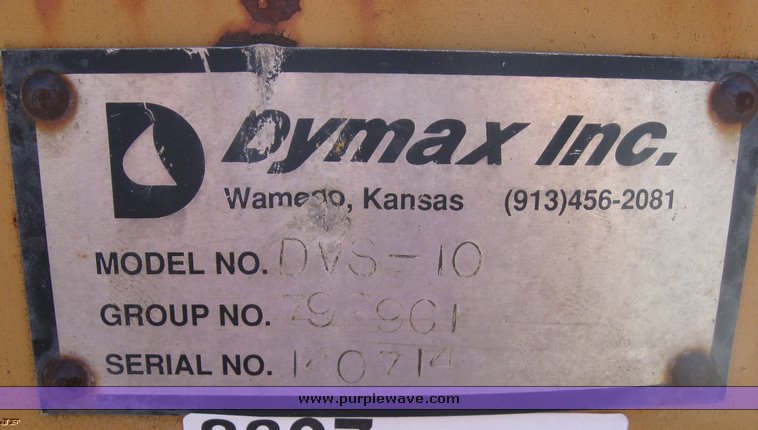 Dymax Inc.
Wamego, Kansas (913)456-2081
MODEL NO. DVS-10
GROUP NO.
SERIAL NO.
www.purplewave.com